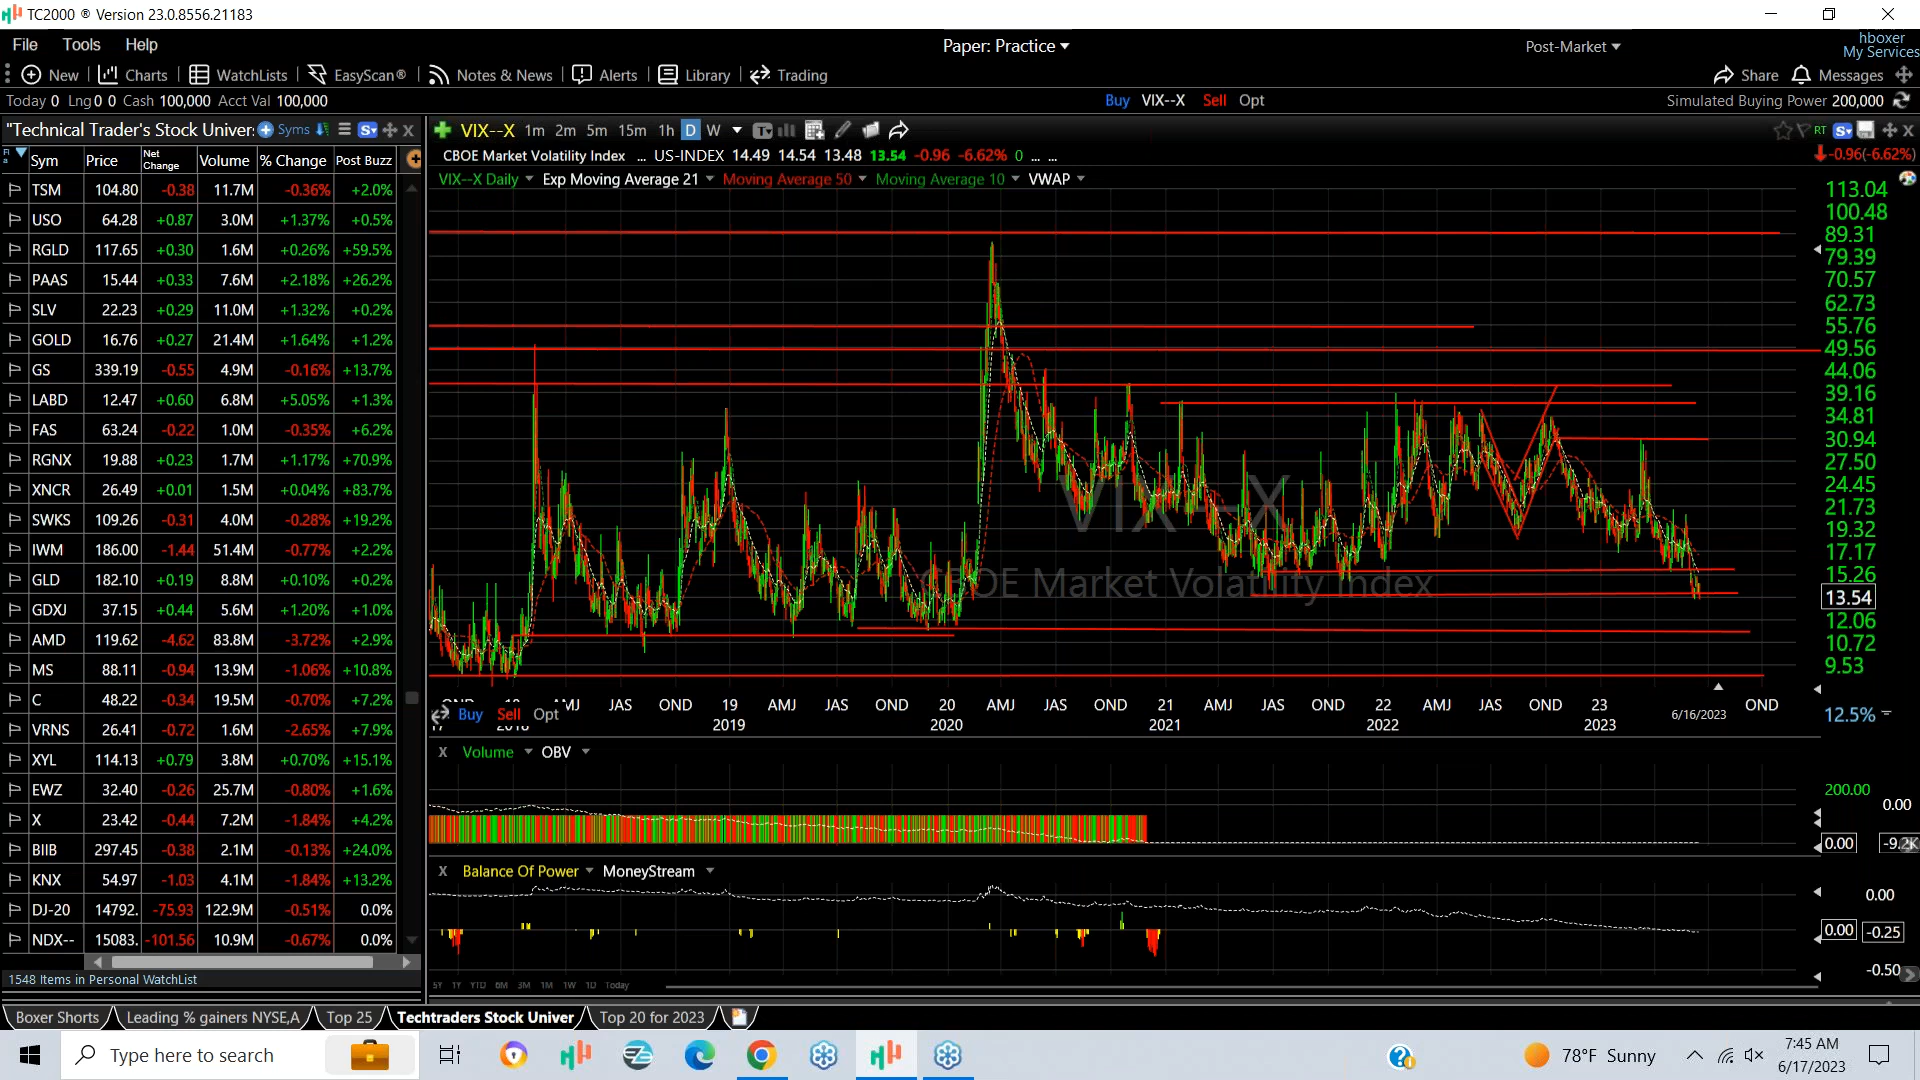 TC2000 ® Version 23.0.8556.21183
File Tools Help
Paper: Practice
Post-Market
hboxer
My Services
New Charts WatchLists EasyScan® Notes & News Alerts Library Trading
Share Messages
Today 0 Lng 0 0 Cash 100,000 Acct Val 100,000
Buy VIX--X Sell Opt
Simulated Buying Power 200,000
"Technical Trader's Stock Univer: Syms
Sym Price Net Change Volume % Change Post Buzz
TSM 104.80 -0.38 11.7M -0.36% +2.0%
USO 64.28 +0.87 3.0M +1.37% +0.5%
RGLD 117.65 +0.30 1.6M +0.26% +59.5%
PAAS 15.44 +0.33 7.6M +2.18% +26.2%
SLV 22.23 +0.29 11.0M +1.32% +0.2%
GOLD 16.76 +0.27 21.4M +1.64% +1.2%
GS 339.19 -0.55 4.9M -0.16% +13.7%
LABD 12.47 +0.60 6.8M +5.05% +1.3%
FAS 63.24 -0.22 1.0M -0.35% +6.2%
RGNX 19.88 +0.23 1.7M +1.17% +70.9%
XNCR 26.49 +0.01 1.5M +0.04% +83.7%
SWKS 109.26 -0.31 4.0M -0.28% +19.2%
IWM 186.00 -1.44 51.4M -0.77% +2.2%
GLD 182.10 +0.19 8.8M +0.10% +0.2%
GDXJ 37.15 +0.44 5.6M +1.20% +1.0%
AMD 119.62 -4.62 83.8M -3.72% +2.9%
MS 88.11 -0.94 13.9M -1.06% +10.8%
C 48.22 -0.34 19.5M -0.70% +7.2%
VRNS 26.41 -0.72 1.6M -2.65% +7.9%
XYL 114.13 +0.79 3.8M +0.70% +15.1%
EWZ 32.40 -0.26 25.7M -0.80% +1.6%
X 23.42 -0.44 7.2M -1.84% +4.2%
BIIB 297.45 -0.38 2.1M -0.13% +24.0%
KNX 54.97 -1.03 4.1M -1.84% +13.2%
DJ-20 14792. -75.93 122.9M -0.51% 0.0%
NDX-- 15083. -101.56 10.9M -0.67% 0.0%
1548 Items in Personal WatchList
VIX--X 1m 2m 5m 15m 1h D W
RT
CBOE Market Volatility Index ... US-INDEX 14.49 14.54 13.48 13.54 -0.96 -6.62% 0 ... ...
-0.96(-6.62%)
VIX--X Daily Exp Moving Average 21 Moving Average 50 Moving Average 10 VWAP
113.04
100.48
89.31
79.39
70.57
62.73
55.76
49.56
44.06
39.16
34.81
30.94
27.50
24.45
21.73
19.32
17.17
15.26
13.54
12.06
10.72
9.53
VIX--X
CBOE Market Volatility Index
AMJ JAS OND 19 AMJ JAS OND 20 AMJ JAS OND 21 AMJ JAS OND 22 AMJ JAS OND 23 6/16/2023 OND
17 2018 2019 2020 2021 2022 2023
Buy Sell Opt
12.5%
X Volume OBV
200.00
0.00
0.00 -9.2K
X Balance Of Power MoneyStream
0.00
0.00 -0.25
-0.50
5Y 1Y YTD 6M 3M 1M 1W 1D Today
Boxer Shorts Leading % gainers NYSE,A Top 25 Techtraders Stock Univer Top 20 for 2023
Type here to search
78°F Sunny
7:45 AM
6/17/2023